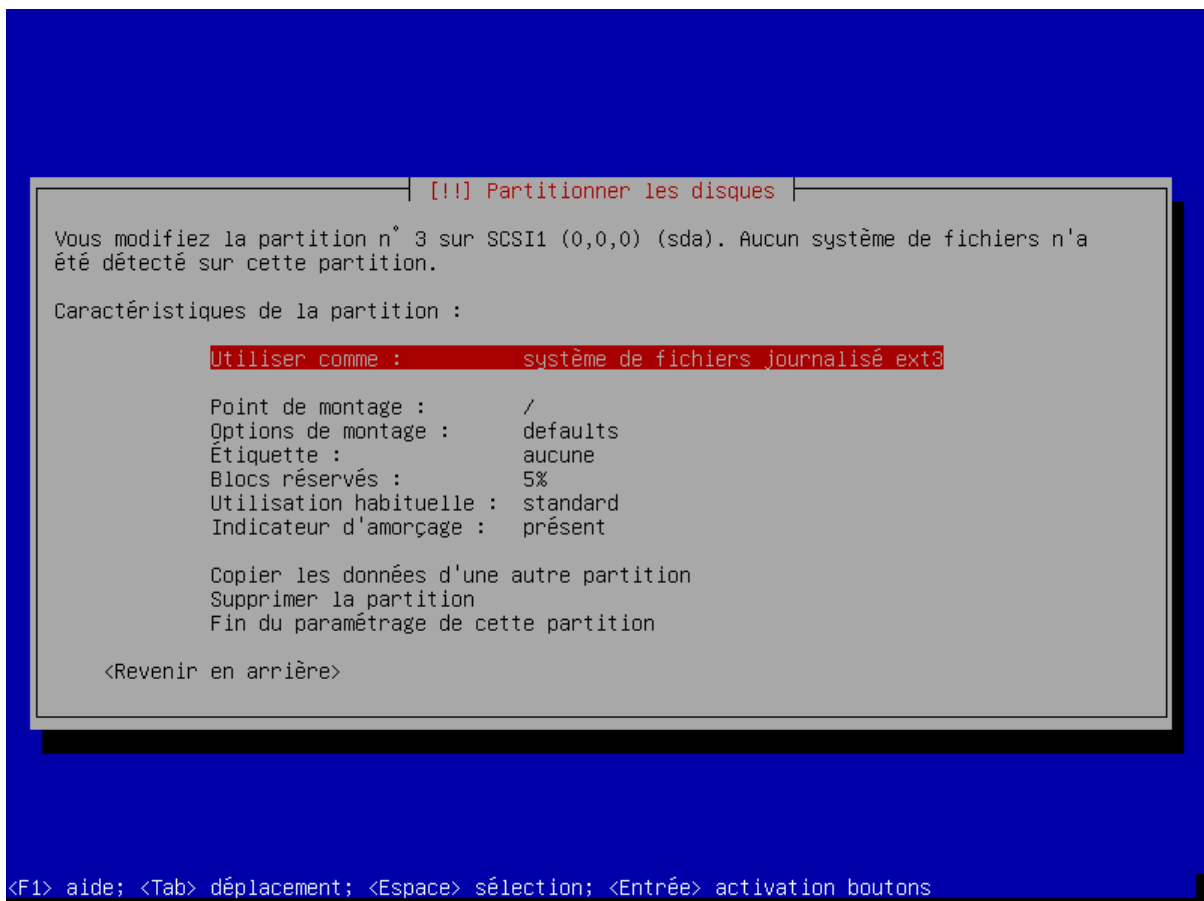 [!!] Partitionner les disques
Vous modifiez la partition n° 3 sur SCSI1 (0,0,0) (sda). Aucun système de fichiers n'a
été détecté sur cette partition.
Caractéristiques de la partition :
Utiliser comme : système de fichiers journalisé ext3
Point de montage : /
Options de montage : defaults
Étiquette : aucune
Blocs réservés : 5%
Utilisation habituelle : standard
Indicateur d'amorçage : présent
Copier les données d'une autre partition
Supprimer la partition
Fin du paramétrage de cette partition
<Revenir en arrière>
<F1> aide; <Tab> déplacement; <Espace> sélection; <Entrée> activation boutons